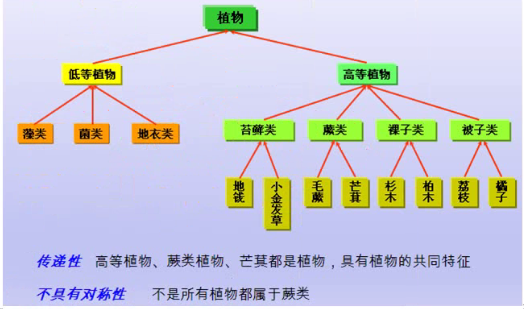 植物
低等植物 高等植物
藻类 菌类 地衣类 苔藓类 蕨类 裸子类 被子类
地钱 小金发草 毛蕨 芒萁 杉木 柏木 荔枝 橘子
传递性 高等植物、蕨类植物、芒萁都是植物，具有植物的共同特征
不具有对称性 不是所有植物都属于蕨类